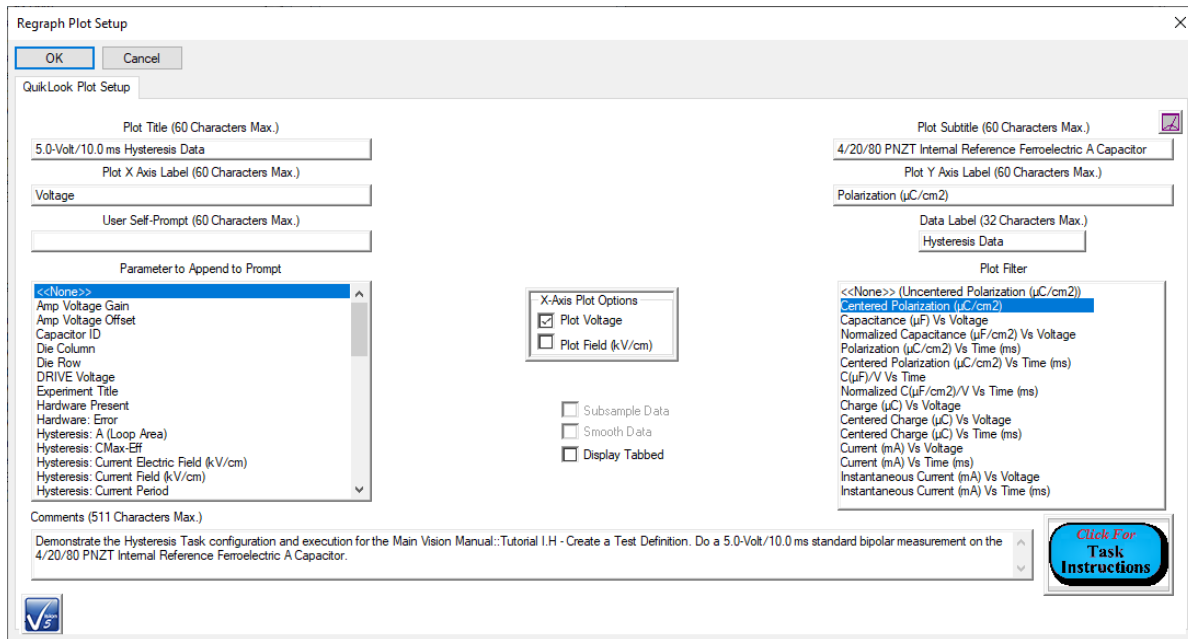 Regraph Plot Setup
OK
Cancel
QuikLook Plot Setup
Plot Title (60 Characters Max.)
5.0-Volt/10.0 ms Hysteresis Data
Plot X Axis Label (60 Characters Max.)
Voltage
User Self-Prompt (60 Characters Max.)
Parameter to Append to Prompt
<<None>>
Amp Voltage Gain
Amp Voltage Offset
Capacitor ID
Die Column
Die Row
DRIVE Voltage
Experiment Title
Hardware Present
Hardware: Error
Hysteresis: A (Loop Area)
Hysteresis: CMax-Eff
Hysteresis: Current Electric Field (kV/cm)
Hysteresis: Current Field (kV/cm)
Hysteresis: Current Period
X-Axis Plot Options
Plot Voltage
Plot Field (kV/cm)
Subsample Data
Smooth Data
Display Tabbed
Plot Subtitle (60 Characters Max.)
4/20/80 PNZT Internal Reference Ferroelectric A Capacitor
Plot Y Axis Label (60 Characters Max.)
Polarization (µC/cm2)
Data Label (32 Characters Max.)
Hysteresis Data
Plot Filter
<<None>> (Uncentered Polarization (µC/cm2))
Centered Polarization (µC/cm2)
Capacitance (µF) Vs Voltage
Normalized Capacitance (µF/cm2) Vs Voltage
Polarization (µC/cm2) Vs Time (ms)
Centered Polarization (µC/cm2) Vs Time (ms)
C(µF)/V Vs Time
Normalized C(µF/cm2)/V Vs Time (ms)
Charge (µC) Vs Voltage
Centered Charge (µC) Vs Voltage
Centered Charge (µC) Vs Time (ms)
Current (mA) Vs Voltage
Current (mA) Vs Time (ms)
Instantaneous Current (mA) Vs Voltage
Instantaneous Current (mA) Vs Time (ms)
Comments (511 Characters Max.)
Demonstrate the Hysteresis Task configuration and execution for the Main Vision Manual::Tutorial I.H - Create a Test Definition. Do a 5.0-Volt/10.0 ms standard bipolar measurement on the
4/20/80 PNZT Internal Reference Ferroelectric A Capacitor.
Click For
Task
Instructions
Vision
5